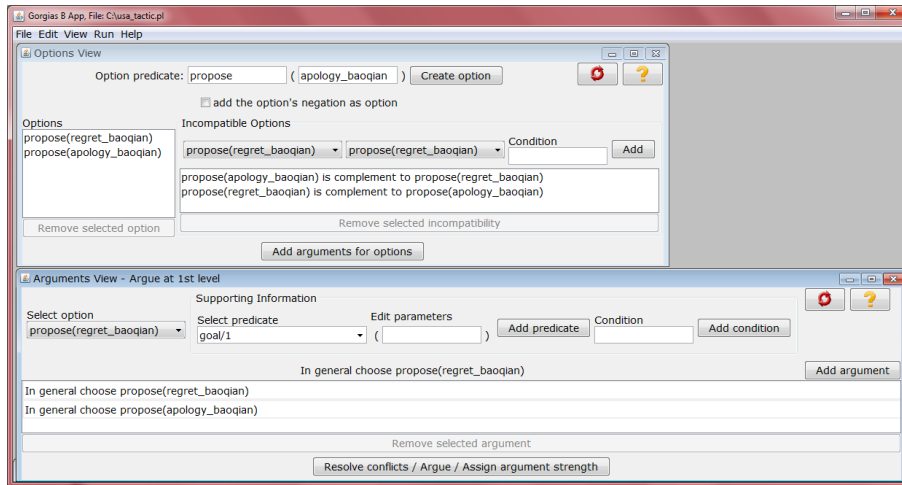 Gorgias B App, File: C:\usa_tactic.pl
File Edit View Run Help
Options View
Option predicate: propose ( apology_baoqian ) Create option
add the option's negation as option
Options
Incompatible Options
propose(regret_baoqian)
propose(apology_baoqian)
propose(regret_baoqian) propose(regret_baoqian) Condition Add
propose(apology_baoqian) is complement to propose(regret_baoqian)
propose(regret_baoqian) is complement to propose(apology_baoqian)
Remove selected option
Remove selected incompatibility
Add arguments for options
Arguments View - Argue at 1st level
Supporting Information
Select option
propose(regret_baoqian)
Select predicate
goal/1
Edit parameters
( ) Add predicate
Condition
Add condition
In general choose propose(regret_baoqian) Add argument
In general choose propose(regret_baoqian)
In general choose propose(apology_baoqian)
Remove selected argument
Resolve conflicts / Argue / Assign argument strength